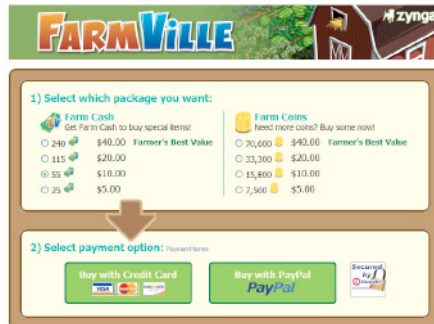 FARMVILLE
zynga
1) Select which package you want:
Farm Cash
Get Farm Cash to buy special items!
240 $40.00 Farmer's Best Value
115 $20.00
55 $10.00
25 $5.00
Farm Coins
Need more coins? Buy some now!
70,600 $40.00 Farmer's Best Value
33,300 $20.00
15,800 $10.00
7,500 $5.00
2) Select payment option: Payment terms
Buy with Credit Card
VISA
Buy with PayPal
PayPal
Secured
by